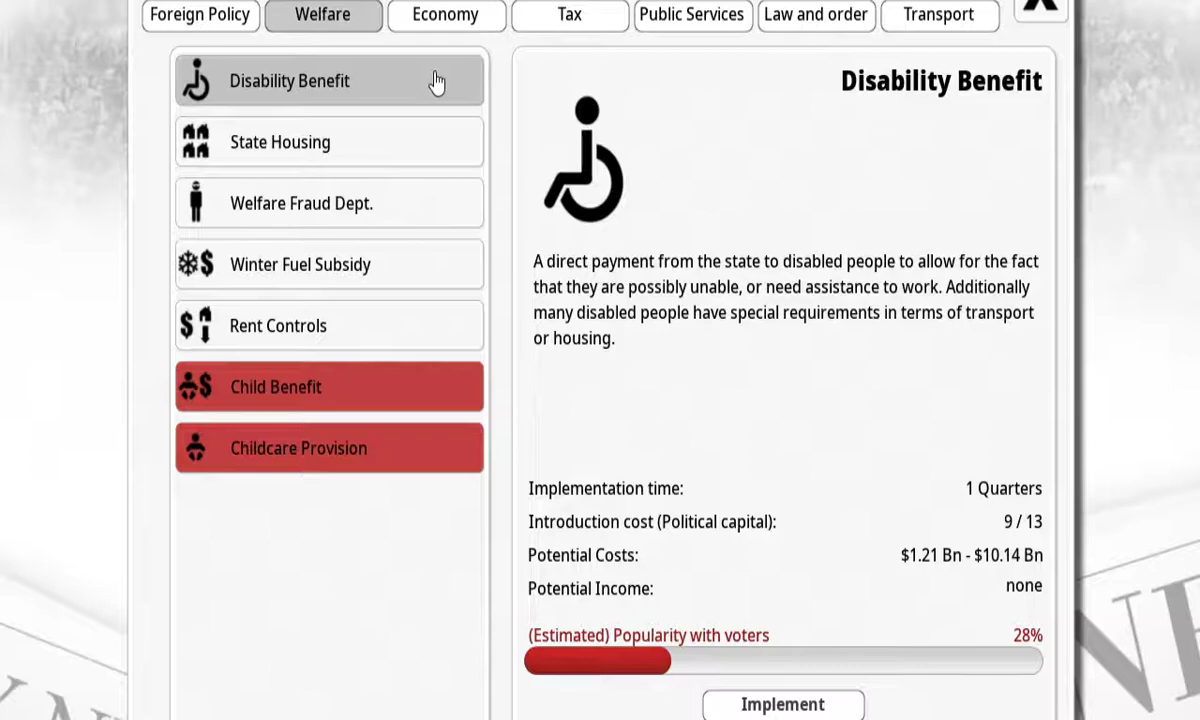 Foreign Policy
Welfare
Economy
Tax
Public Services
Law and order
Transport
X
Disability Benefit
State Housing
Welfare Fraud Dept.
Winter Fuel Subsidy
Rent Controls
Child Benefit
Childcare Provision
Disability Benefit
A direct payment from the state to disabled people to allow for the fact
that they are possibly unable, or need assistance to work. Additionally
many disabled people have special requirements in terms of transport
or housing.
Implementation time: 1 Quarters
Introduction cost (Political capital): 9 / 13
Potential Costs: $1.21 Bn - $10.14 Bn
Potential Income: none
(Estimated) Popularity with voters 28%
Implement